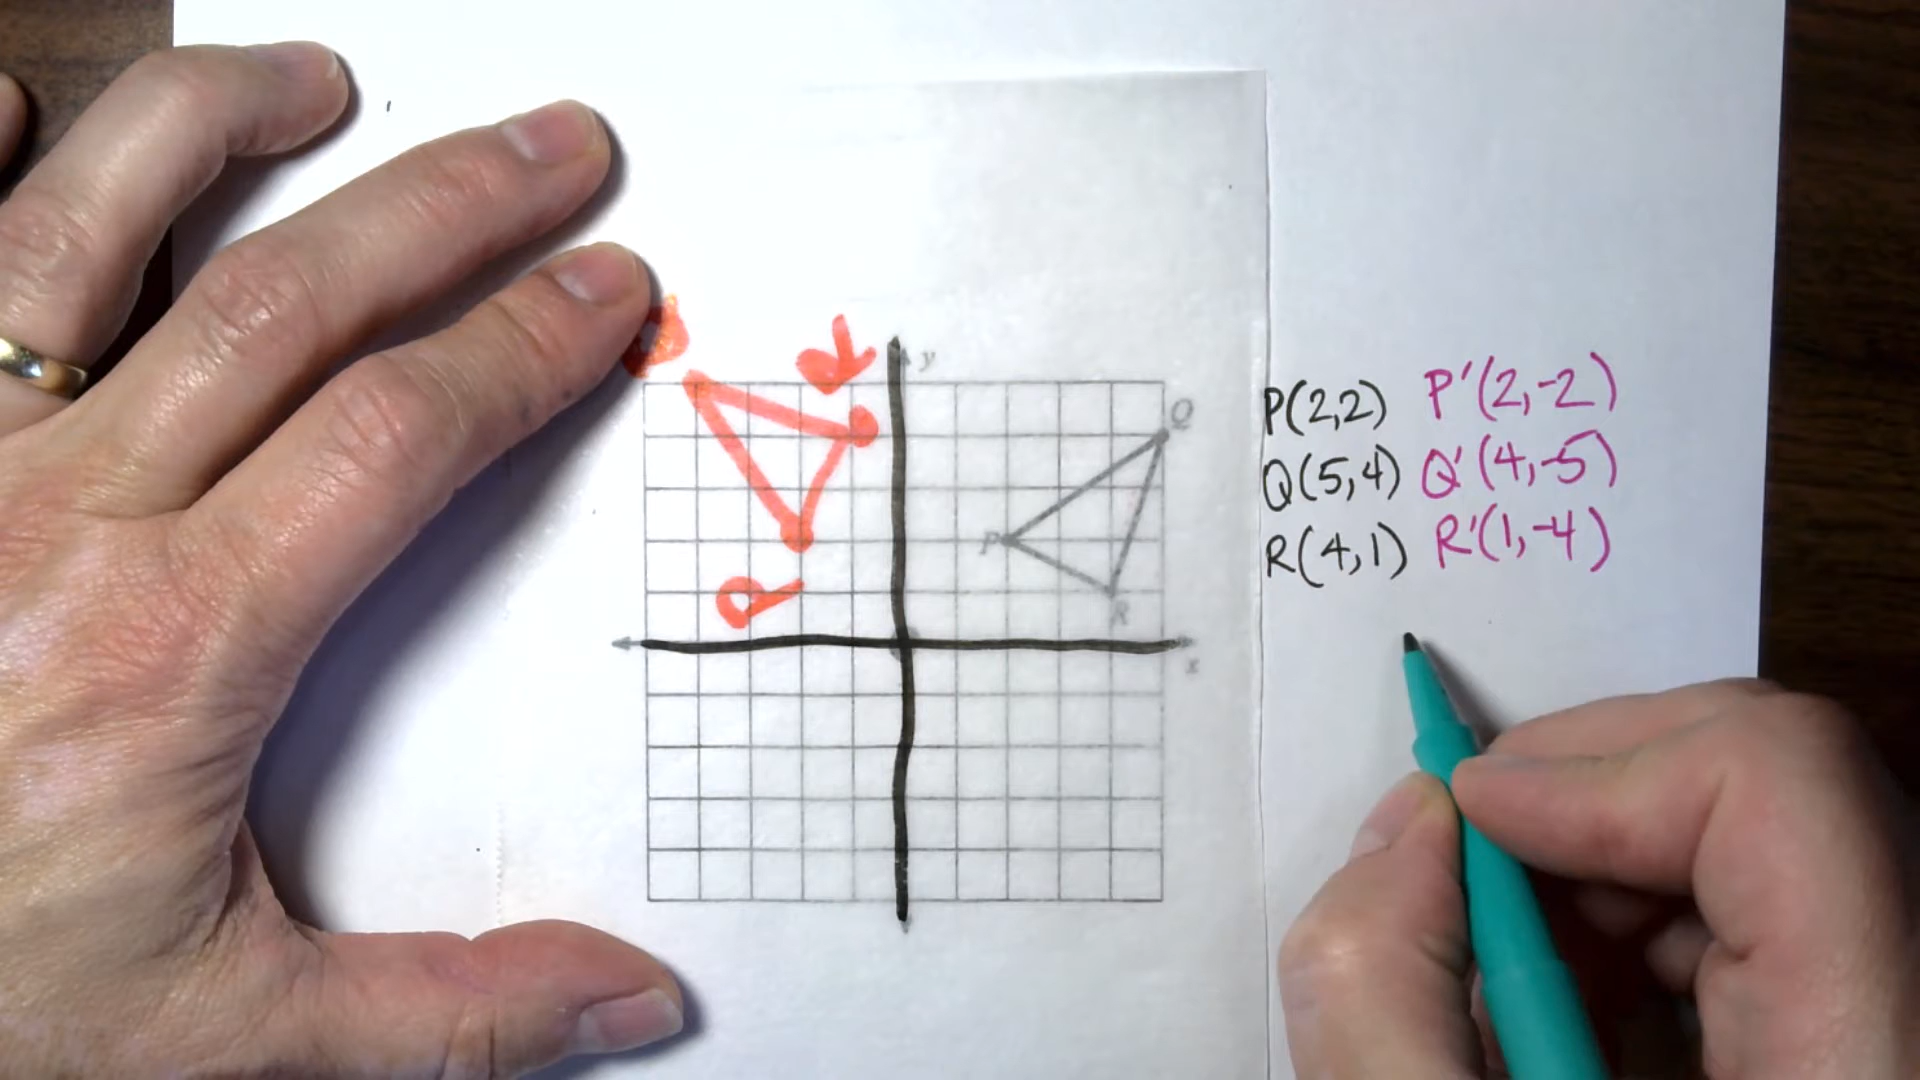 y
Q
P
R
x
P(2,2) P'(2,-2)
Q(5,4) Q'(4,-5)
R(4,1) R'(1,-4)
R
P